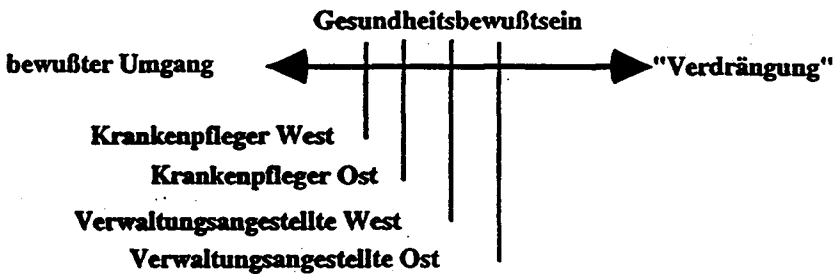 Gesundheitsbewußtsein
bewußter Umgang "Verdrängung"
Krankenpfleger West
Krankenpfleger Ost
Verwaltungsangestellte West
Verwaltungsangestellte Ost